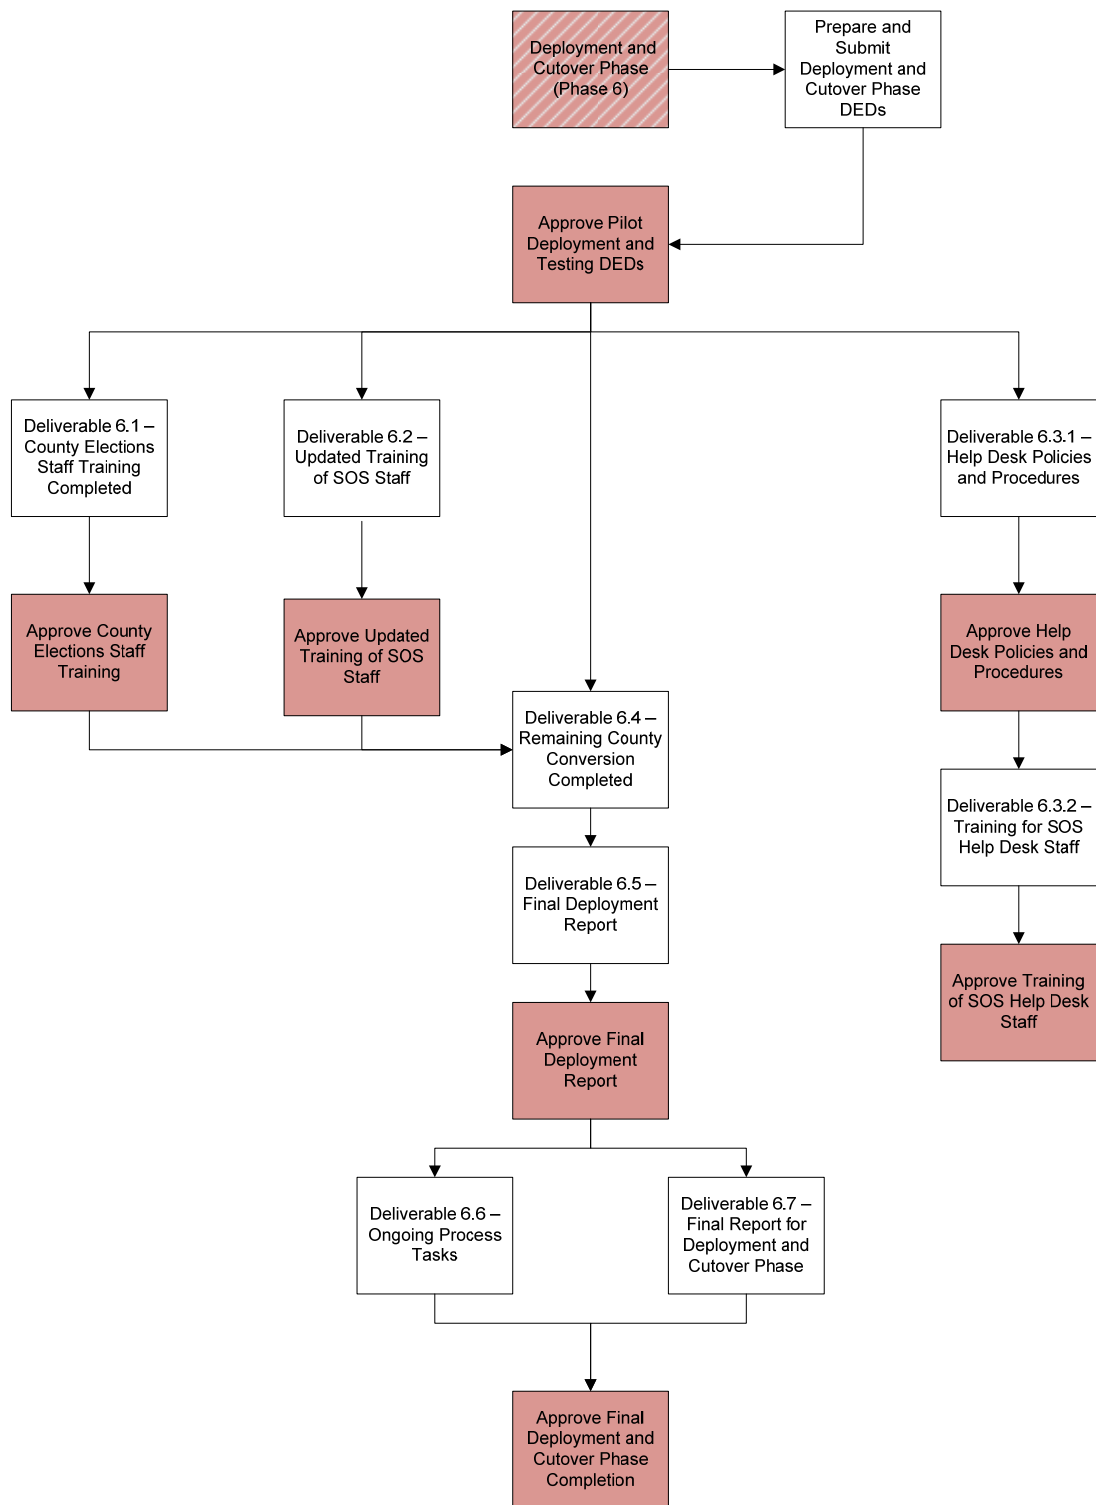 Deployment and
Cutover Phase
(Phase 6)
Prepare and
Submit
Deployment and
Cutover Phase
DEDs
Approve Pilot
Deployment and
Testing DEDs
Deliverable 6.1 –
County Elections
Staff Training
Completed
Deliverable 6.2 –
Updated Training
of SOS Staff
Deliverable 6.3.1 –
Help Desk Policies
and Procedures
Approve County
Elections Staff
Training
Approve Updated
Training of SOS
Staff
Approve Help
Desk Policies and
Procedures
Deliverable 6.4 –
Remaining County
Conversion
Completed
Deliverable 6.3.2 –
Training for SOS
Help Desk Staff
Deliverable 6.5 –
Final Deployment
Report
Approve Training
of SOS Help Desk
Staff
Approve Final
Deployment
Report
Deliverable 6.6 –
Ongoing Process
Tasks
Deliverable 6.7 –
Final Report for
Deployment and
Cutover Phase
Approve Final
Deployment and
Cutover Phase
Completion